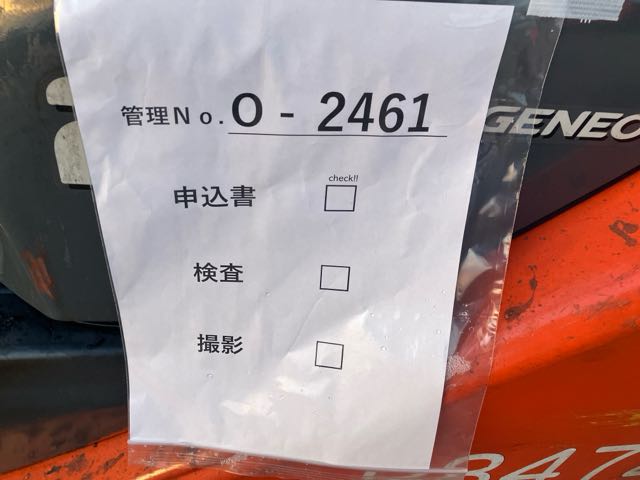 管理No. O - 2461
GENEO
check!!
申込書
検査
撮影